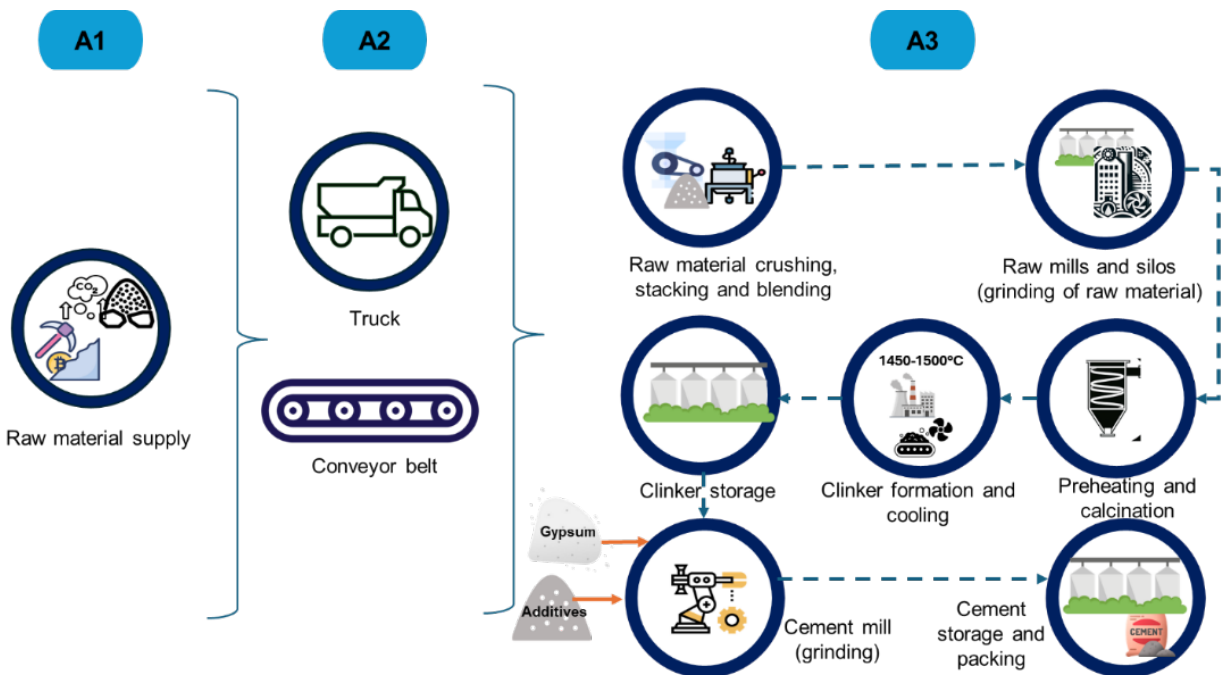 A1
A2
A3
CO2
Raw material supply
Truck
Conveyor belt
Raw material crushing,
stacking and blending
Raw mills and silos
(grinding of raw material)
1450-1500ºC
Clinker storage
Clinker formation and
cooling
Preheating and
calcination
Gypsum
Additives
Cement mill
(grinding)
Cement
storage and
packing
CEMENT